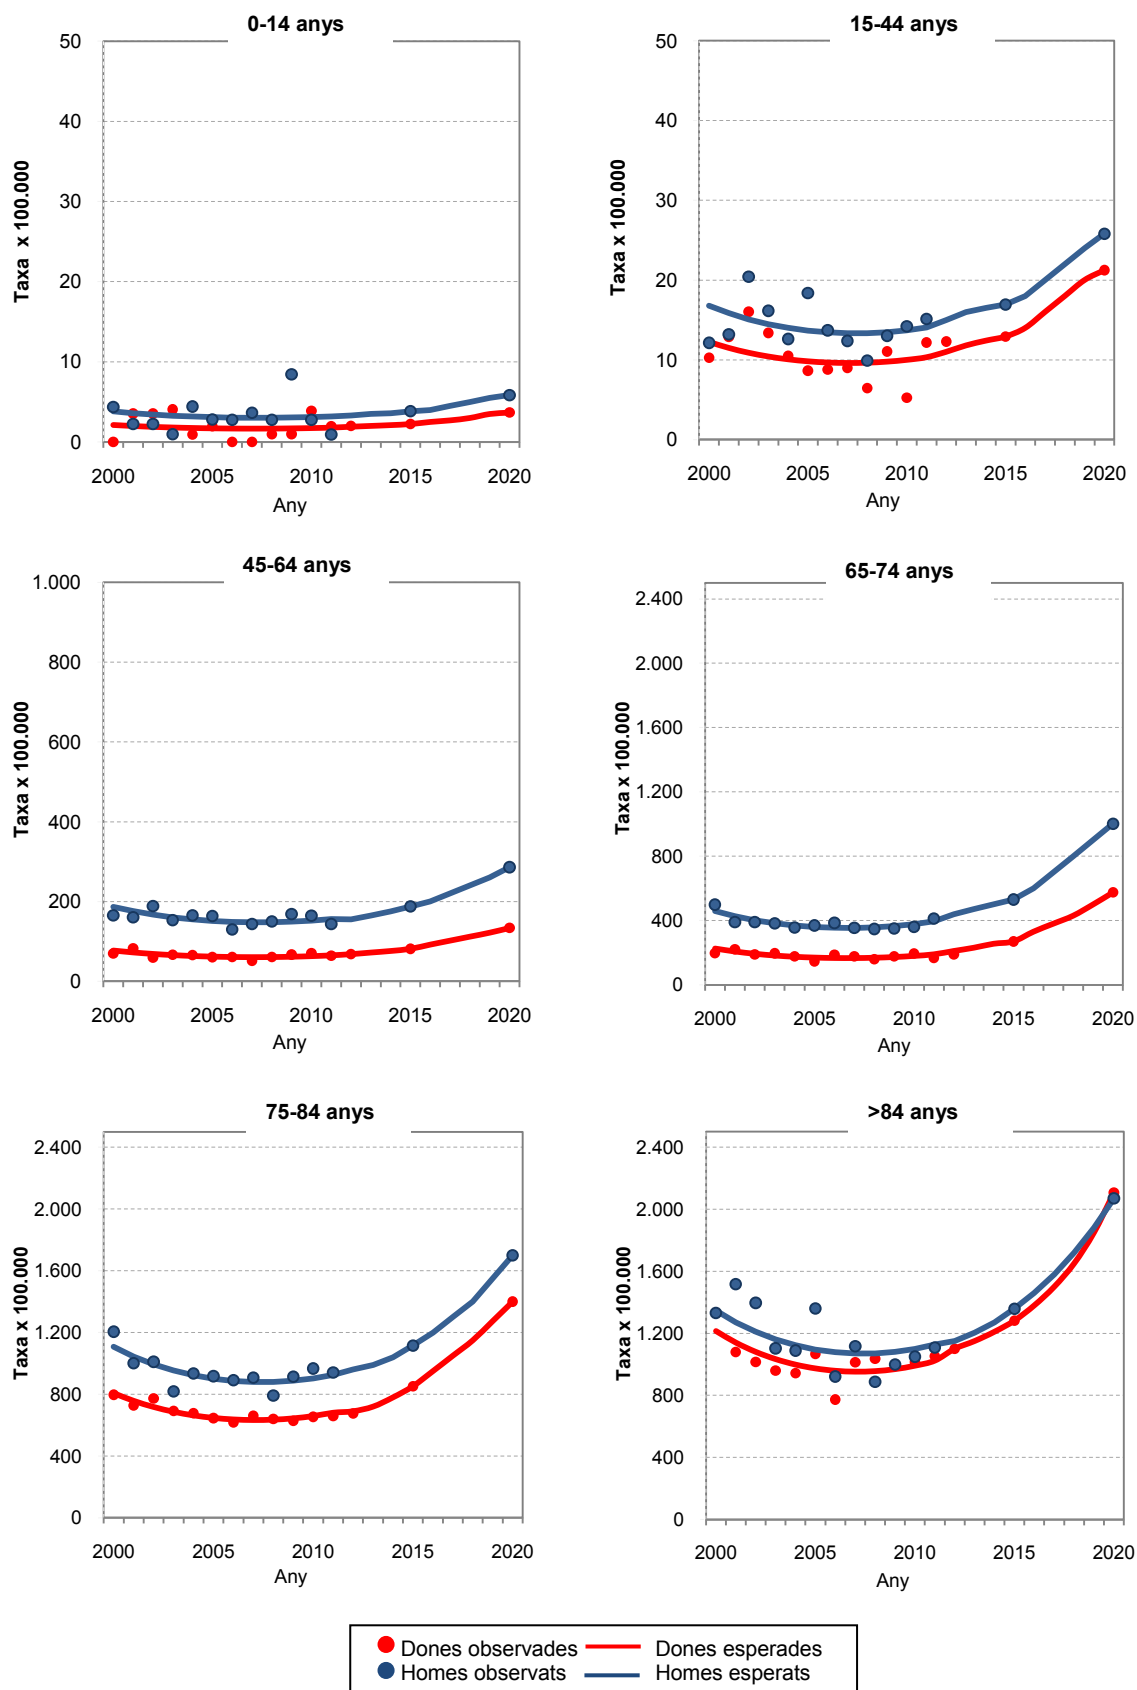 0-14 anys
50
40
30
20
10
0
Taxa x 100.000
2000 2005 2010 2015 2020
Any
15-44 anys
50
40
30
20
10
0
Taxa x 100.000
2000 2005 2010 2015 2020
Any
45-64 anys
1.000
800
600
400
200
0
Taxa x 100.000
2000 2005 2010 2015 2020
Any
65-74 anys
2.400
2.000
1.600
1.200
800
400
0
Taxa x 100.000
2000 2005 2010 2015 2020
Any
75-84 anys
2.400
2.000
1.600
1.200
800
400
0
Taxa x 100.000
2000 2005 2010 2015 2020
Any
>84 anys
2.400
2.000
1.600
1.200
800
400
0
Taxa x 100.000
2000 2005 2010 2015 2020
Any
Dones observades Dones esperades
Homes observats Homes esperats